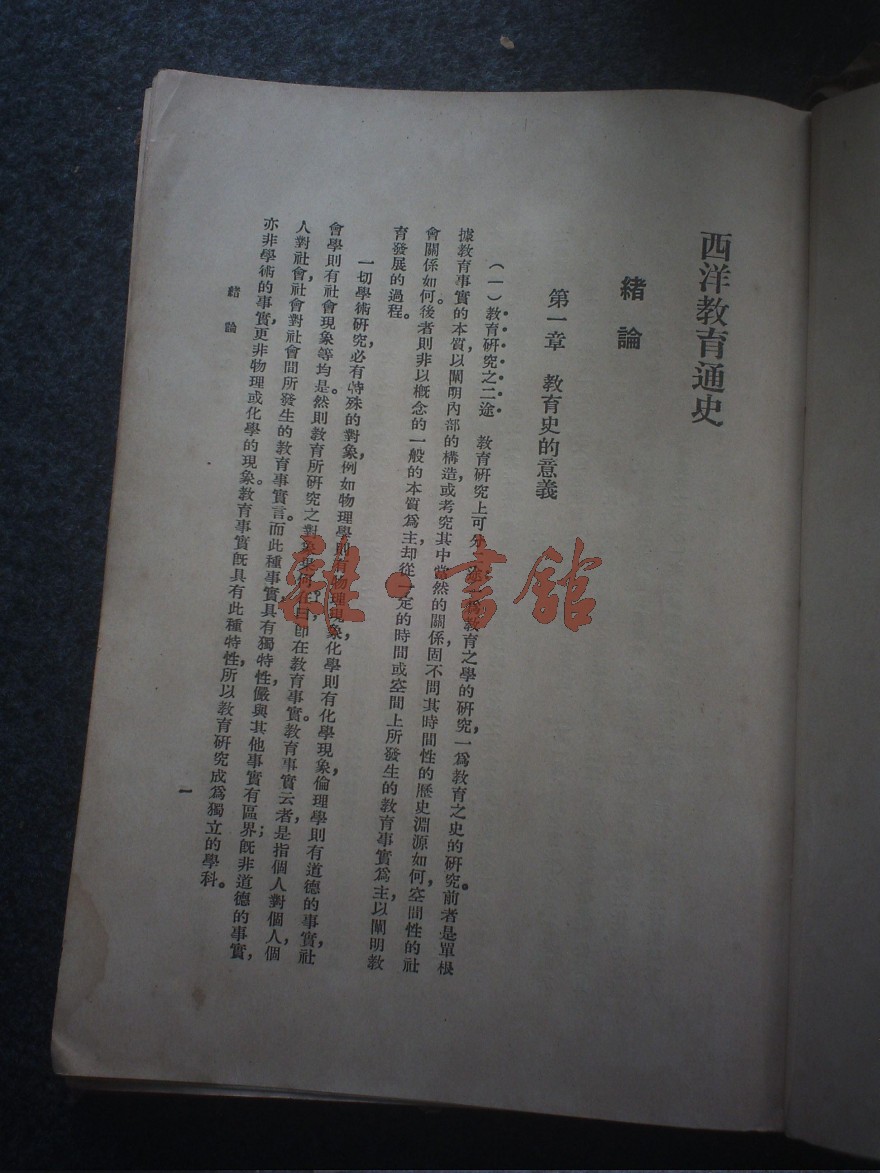 西洋教育通史
緒論
第一章　教育史的意義
（一）教育研究之二途　教育研究上可分一爲教育之學的研究，一爲教育之史的研究。前者是單根
據教育事實的本質，以闡明內部的構造，或考究其中當然的關係，固不問其時間性的歷史淵源如何，空間性的社
會關係如何。後者則非以概念的一般的本質爲主，却從一定的時間或空間上所發生的教育事實爲主，以闡明教
育發展的過程。
一切學術研究，必有特殊的對象，例如物理學則有物理現象，化學則有化學現象，倫理學則有道德的事實，社
會學則有社會現象等均是。然則教育所研究之對象果何在？曰：即在教育事實。教育事實云者，是指個人對個人，個
人對社會，社會對社會間所發生的教育事實言。而此種事實，具有獨特性，儼與其他事實有區界；旣非道德的事實，
亦非學術的事實，更非物理或化學的現象。教育事實旣具有此種特性，所以教育研究成爲獨立的學科。
緒論
一
雜·書館